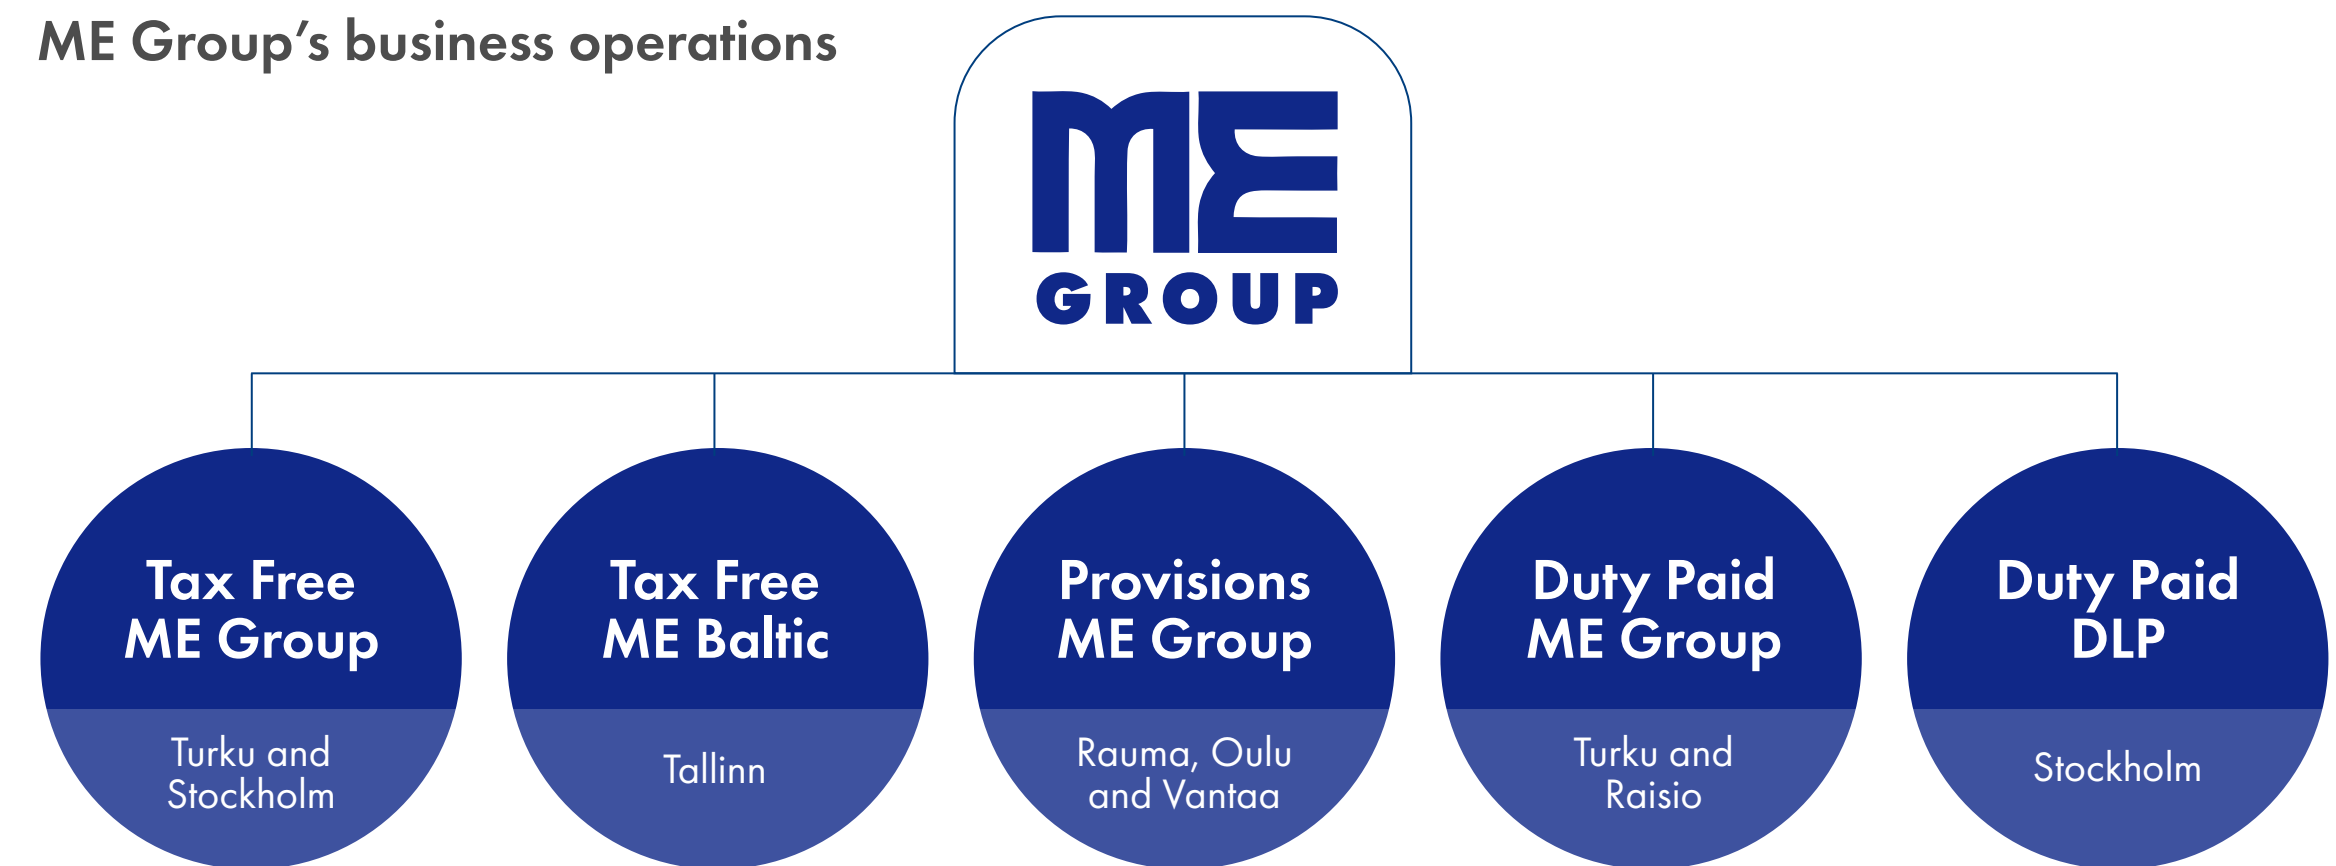 ME Group’s business operations
ME
GROUP
Tax Free
ME Group
Turku and
Stockholm
Tax Free
ME Baltic
Tallinn
Provisions
ME Group
Rauma, Oulu
and Vantaa
Duty Paid
ME Group
Turku and
Raisio
Duty Paid
DLP
Stockholm